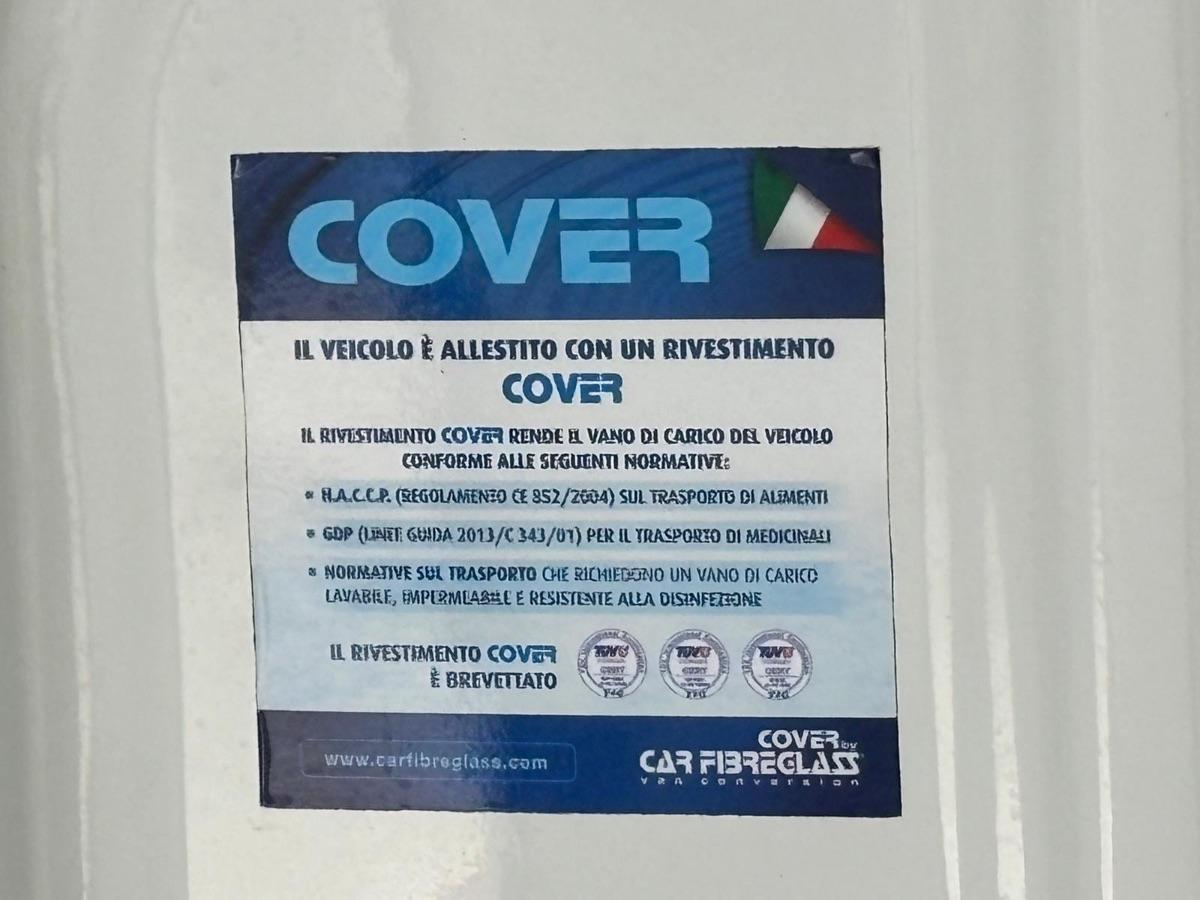 COVER
IL VEICOLO È ALLESTITO CON UN RIVESTIMENTO
COVER
IL RIVESTIMENTO COVER RENDE IL VANO DI CARICO DEL VEICOLO
CONFORME ALLE SEGUENTI NORMATIVE:
• H.A.C.C.P. (REGOLAMENTO CE 852/2004) SUL TRASPORTO DI ALIMENTI
• GDP (LINEE GUIDA 2013/C 343/01) PER IL TRASPORTO DI MEDICINALI
• NORMATIVE SUL TRASPORTO CHE RICHIEDONO UN VANO DI CARICO
LAVABILE, IMPERMEABILE E RESISTENTE ALLA DISINFEZIONE
IL RIVESTIMENTO COVER
È BREVETTATO
TUV TUV TUV
www.carfibreglass.com
COVER by
CAR FIBREGLASS
van conversion